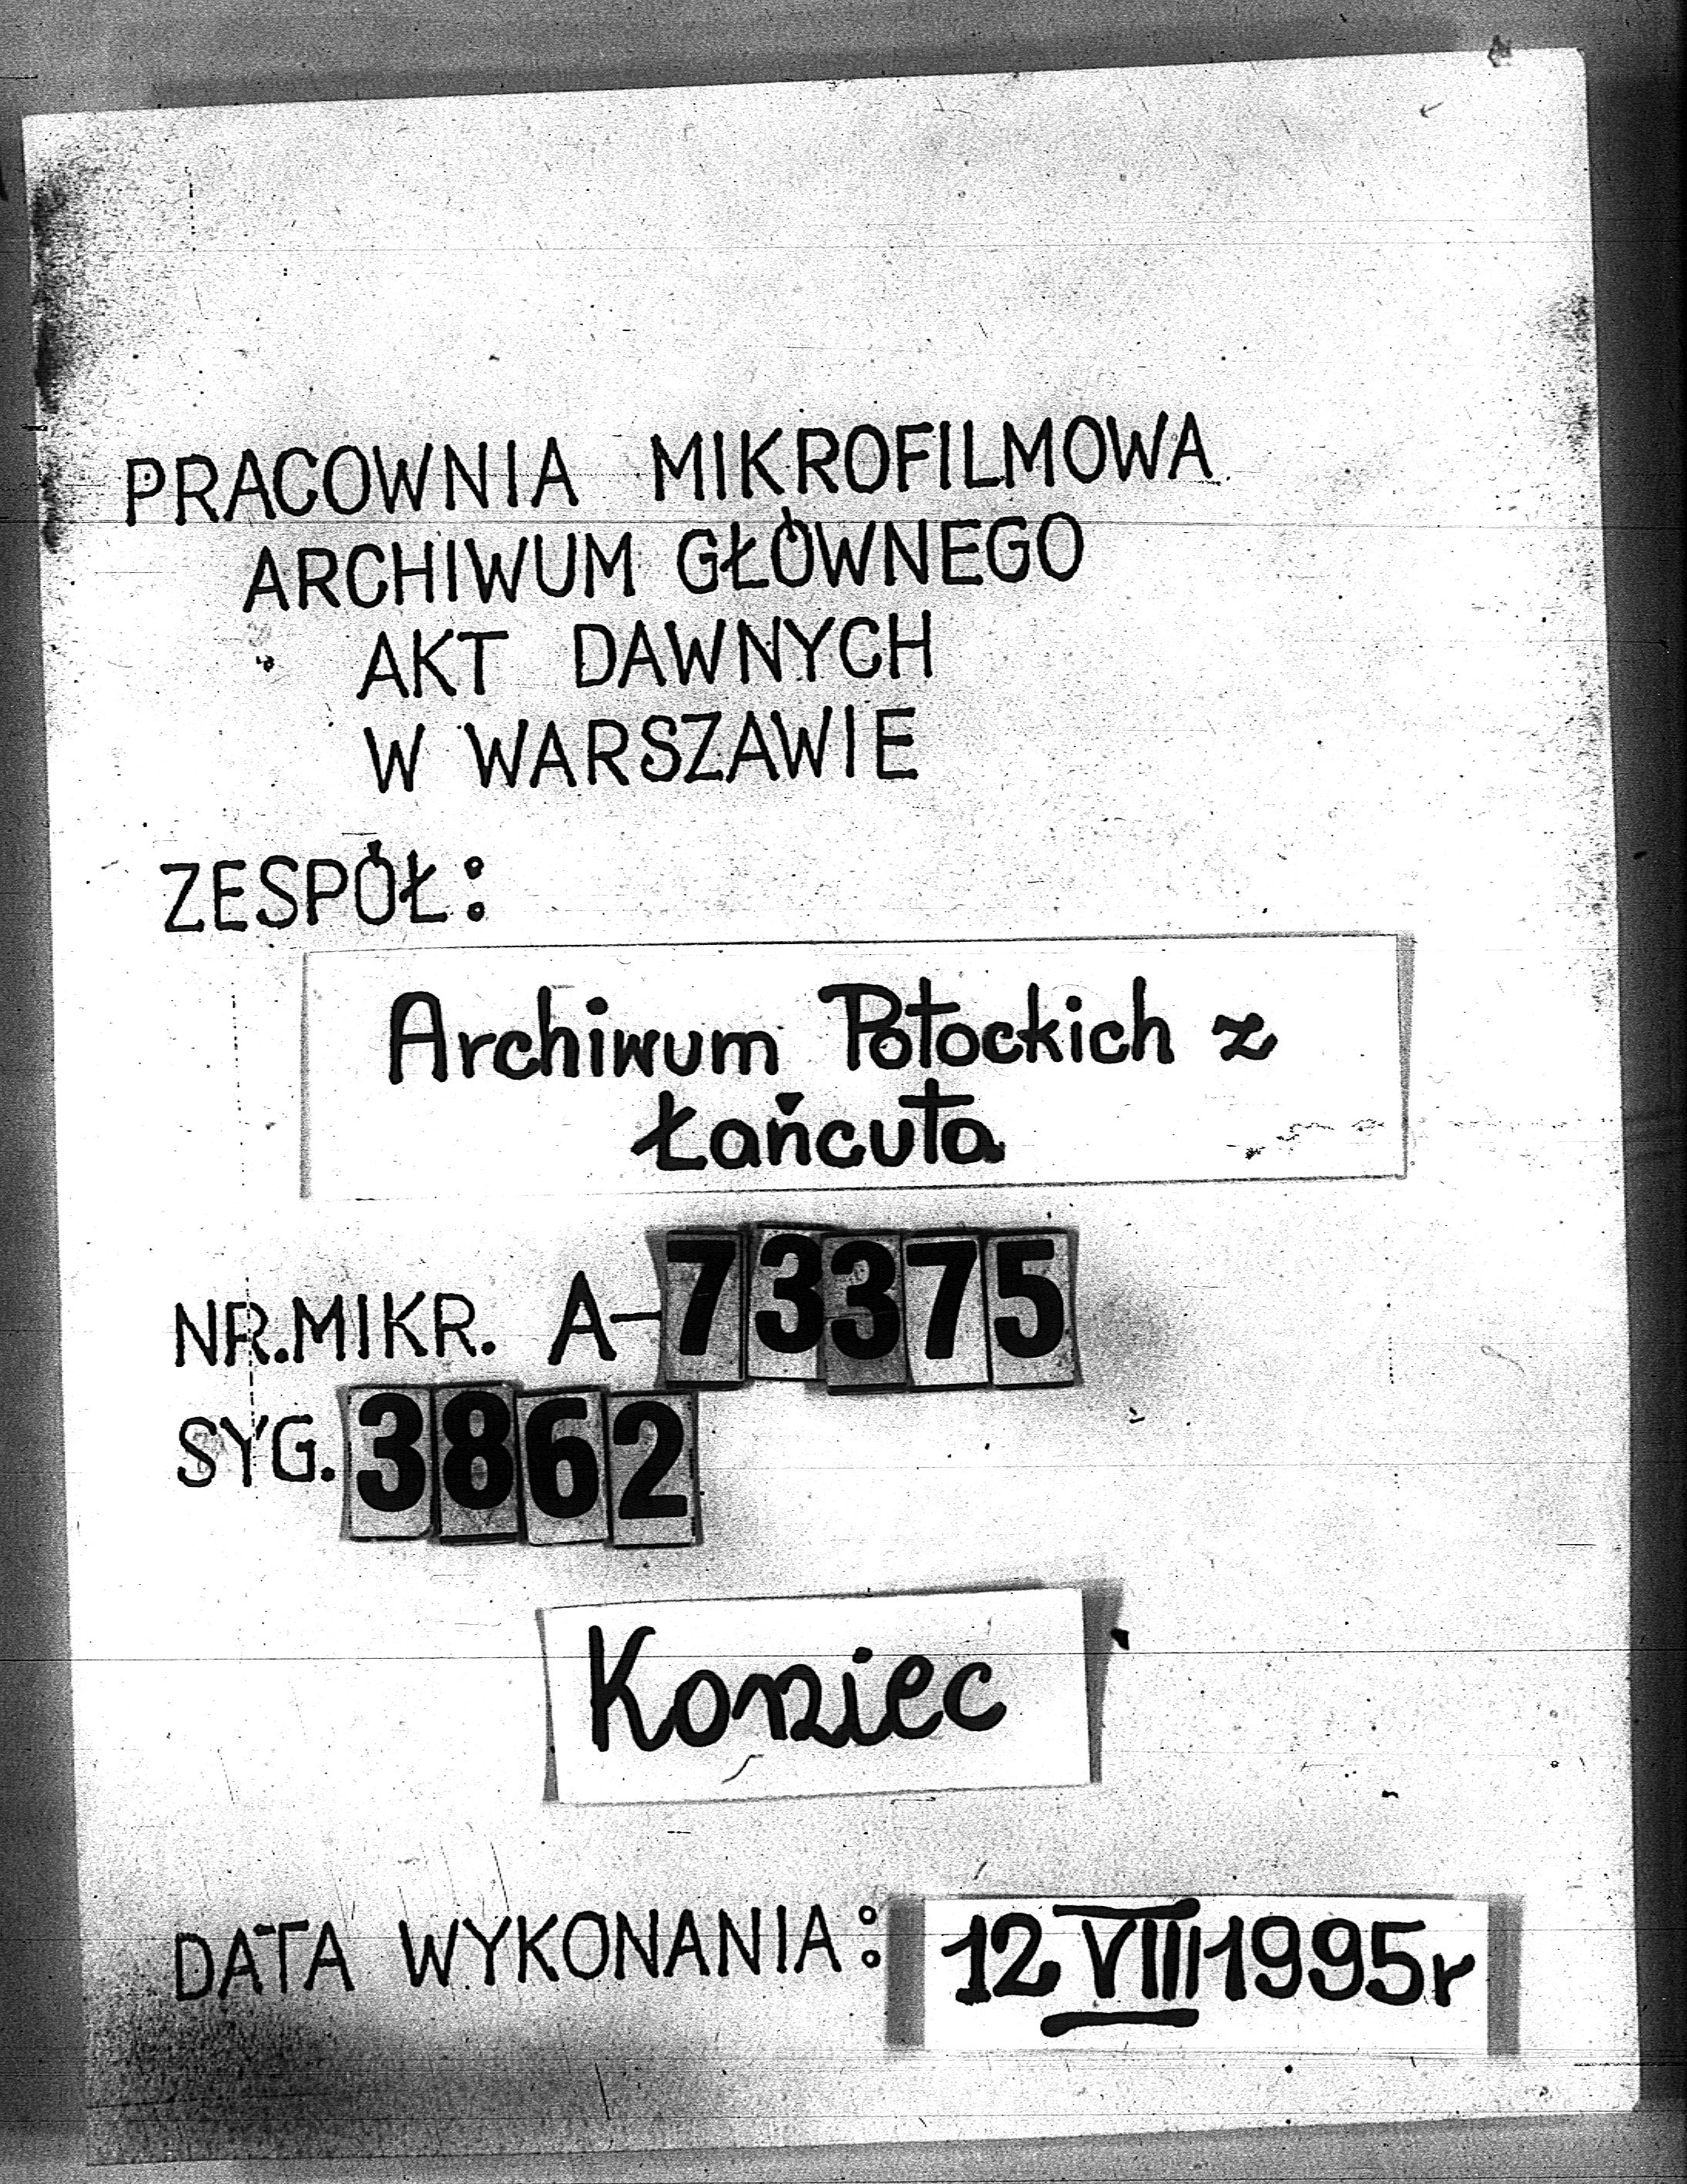 PRACOWNIA MIKROFILMOWA
ARCHIWUM GŁÓWNEGO
AKT DAWNYCH
W WARSZAWIE
ZESPÓŁ:
Archiwum Potockich z
Łańcuta
NR.MIKR. A-73375
SYG. 3862
Koniec
DATA WYKONANIA: 12 VIII 1995r